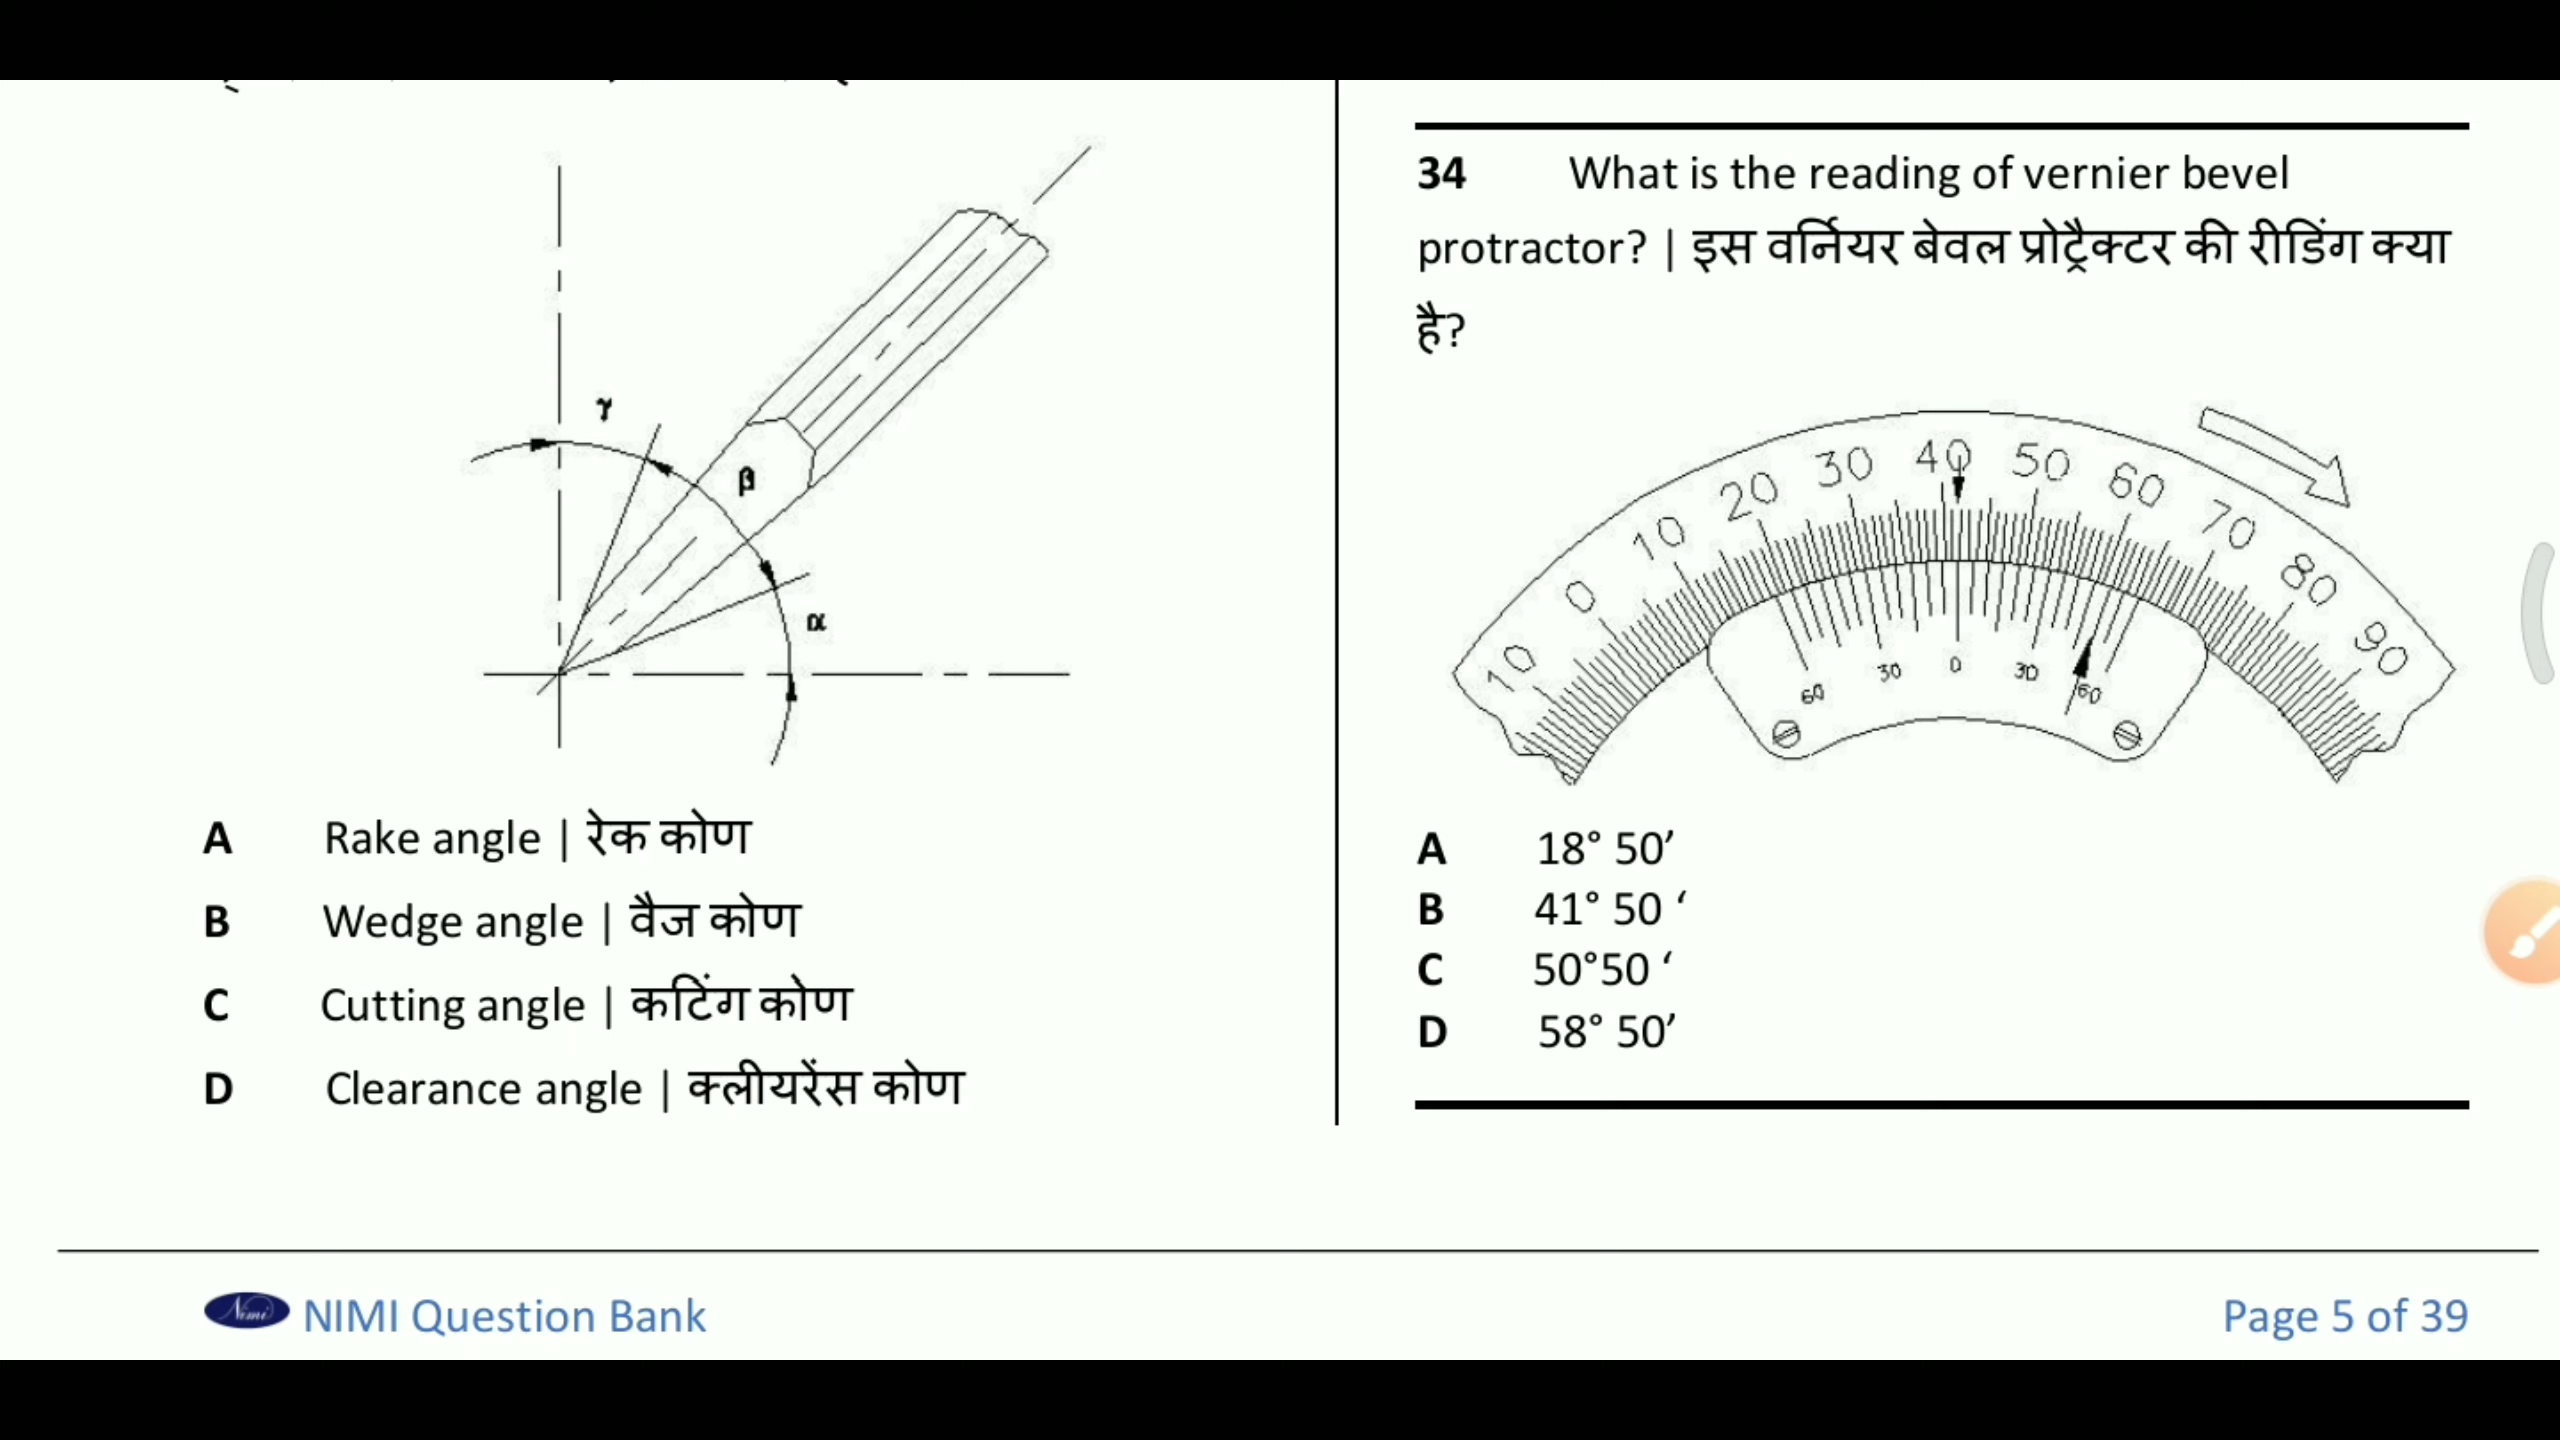 γ
β
α
A Rake angle | रेक कोण
B Wedge angle | वैज कोण
C Cutting angle | कटिंग कोण
D Clearance angle | क्लीयरेंस कोण
34 What is the reading of vernier bevel
protractor? | इस वर्नियर बेवल प्रोट्रैक्टर की रीडिंग क्या
है?
10 0 10 20 30 40 50 60 70 80 90
60 30 0 30 60
A 18° 50’
B 41° 50 ‘
C 50°50 ‘
D 58° 50’
Nimi NIMI Question Bank
Page 5 of 39